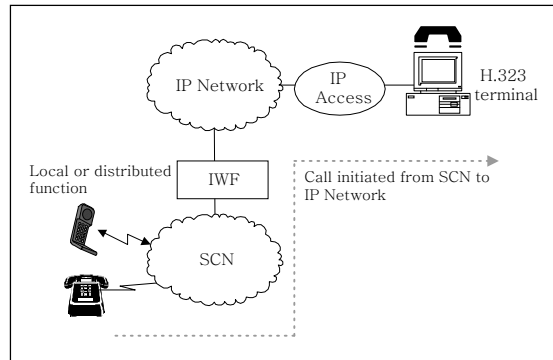 IP Network
IP
Access
H.323
terminal
Local or distributed
function
IWF
Call initiated from SCN to
IP Network
SCN